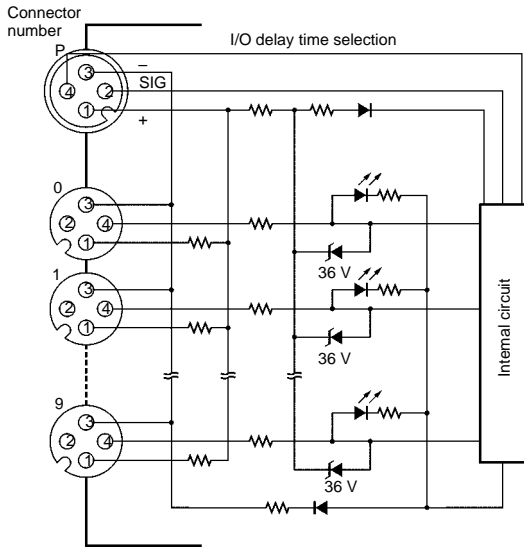 Connector
number
I/O delay time selection
P
3
–
SIG
4
2
1
+
0
3
2
4
1
36 V
1
3
2
4
1
36 V
Internal circuit
9
3
2
4
1
36 V